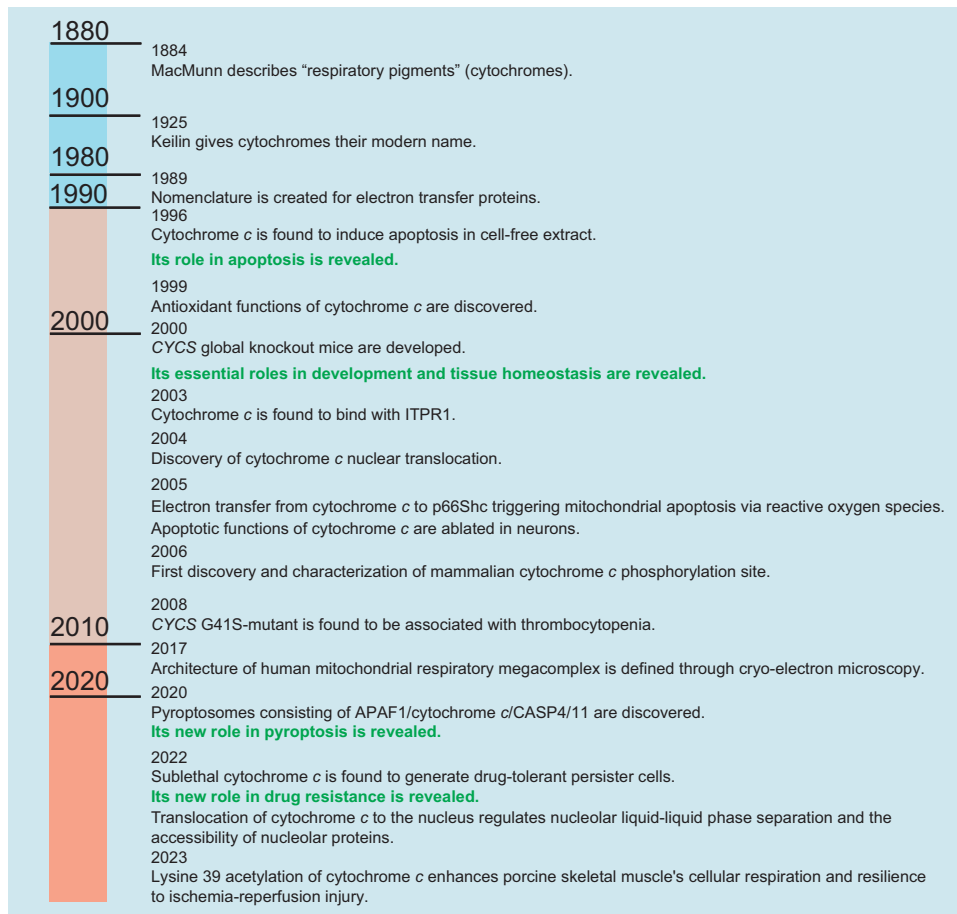 1880
1884
MacMunn describes “respiratory pigments” (cytochromes).
1900
1925
Keilin gives cytochromes their modern name.
1980
1989
1990
Nomenclature is created for electron transfer proteins.
1996
Cytochrome c is found to induce apoptosis in cell-free extract.
Its role in apoptosis is revealed.
1999
Antioxidant functions of cytochrome c are discovered.
2000
2000
CYCS global knockout mice are developed.
Its essential roles in development and tissue homeostasis are revealed.
2003
Cytochrome c is found to bind with ITPR1.
2004
Discovery of cytochrome c nuclear translocation.
2005
Electron transfer from cytochrome c to p66Shc triggering mitochondrial apoptosis via reactive oxygen species.
Apoptotic functions of cytochrome c are ablated in neurons.
2006
First discovery and characterization of mammalian cytochrome c phosphorylation site.
2008
CYCS G41S-mutant is found to be associated with thrombocytopenia.
2010
2017
Architecture of human mitochondrial respiratory megacomplex is defined through cryo-electron microscopy.
2020
2020
Pyroptosomes consisting of APAF1/cytochrome c/CASP4/11 are discovered.
Its new role in pyroptosis is revealed.
2022
Sublethal cytochrome c is found to generate drug-tolerant persister cells.
Its new role in drug resistance is revealed.
Translocation of cytochrome c to the nucleus regulates nucleolar liquid-liquid phase separation and the
accessibility of nucleolar proteins.
2023
Lysine 39 acetylation of cytochrome c enhances porcine skeletal muscle's cellular respiration and resilience
to ischemia-reperfusion injury.